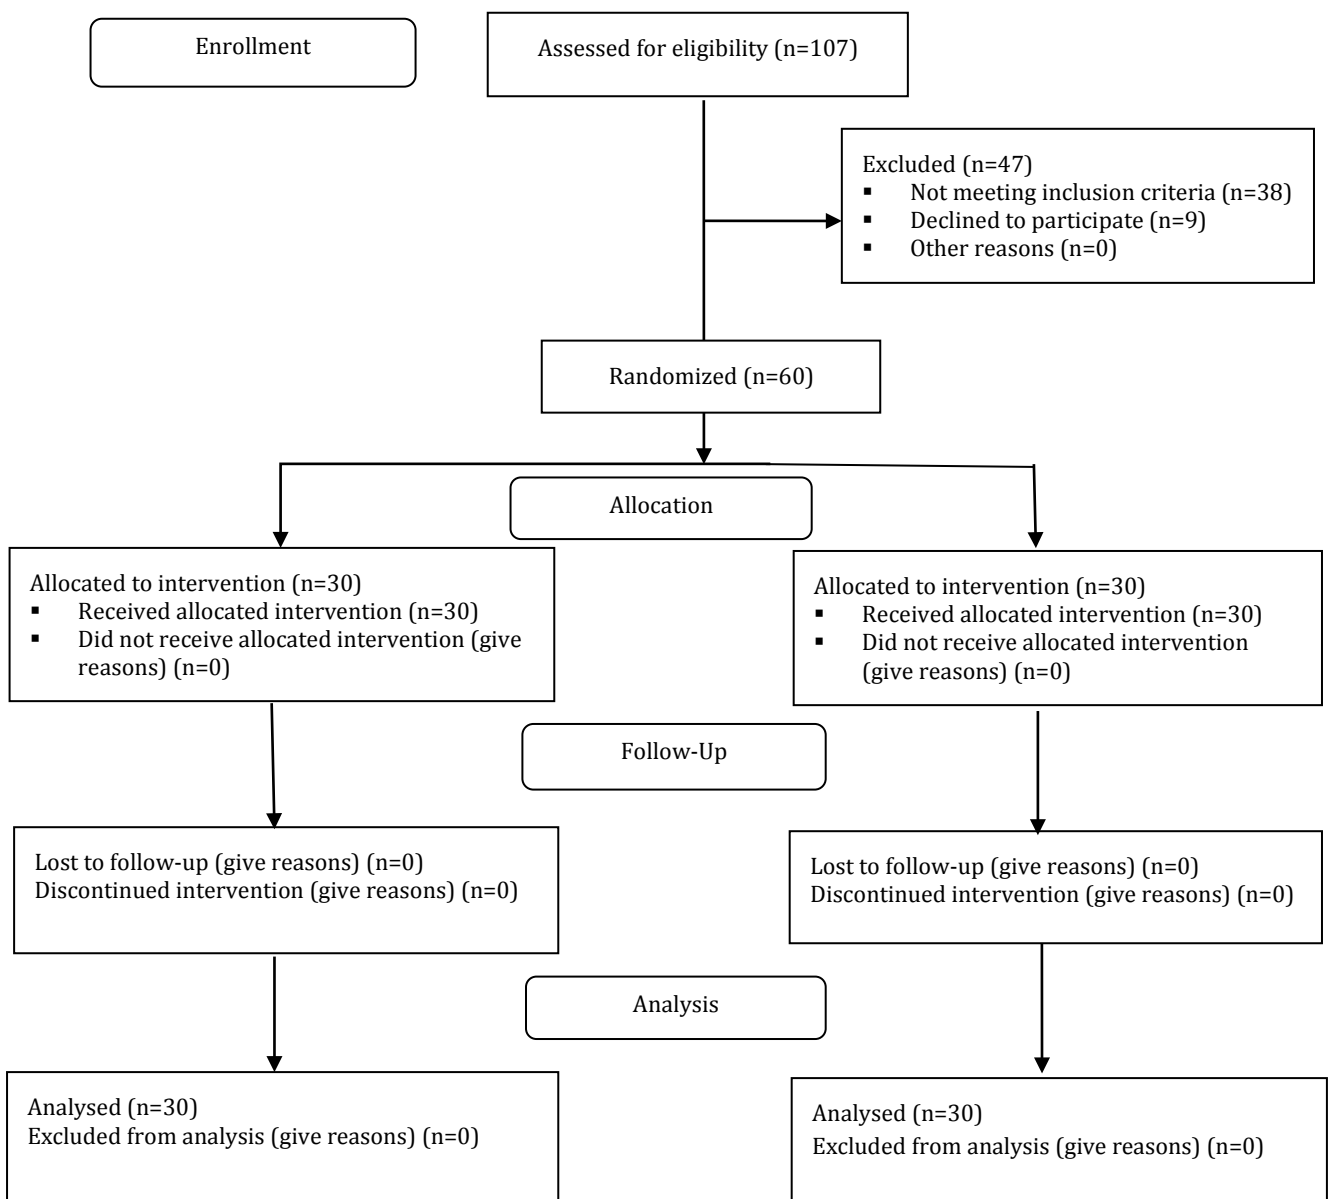 Enrollment
Assessed for eligibility (n=107)
Excluded (n=47)
▪ Not meeting inclusion criteria (n=38)
▪ Declined to participate (n=9)
▪ Other reasons (n=0)
Randomized (n=60)
Allocation
Allocated to intervention (n=30)
▪ Received allocated intervention (n=30)
▪ Did not receive allocated intervention (give
reasons) (n=0)
Allocated to intervention (n=30)
▪ Received allocated intervention (n=30)
▪ Did not receive allocated intervention
(give reasons) (n=0)
Follow-Up
Lost to follow-up (give reasons) (n=0)
Discontinued intervention (give reasons) (n=0)
Lost to follow-up (give reasons) (n=0)
Discontinued intervention (give reasons) (n=0)
Analysis
Analysed (n=30)
Excluded from analysis (give reasons) (n=0)
Analysed (n=30)
Excluded from analysis (give reasons) (n=0)